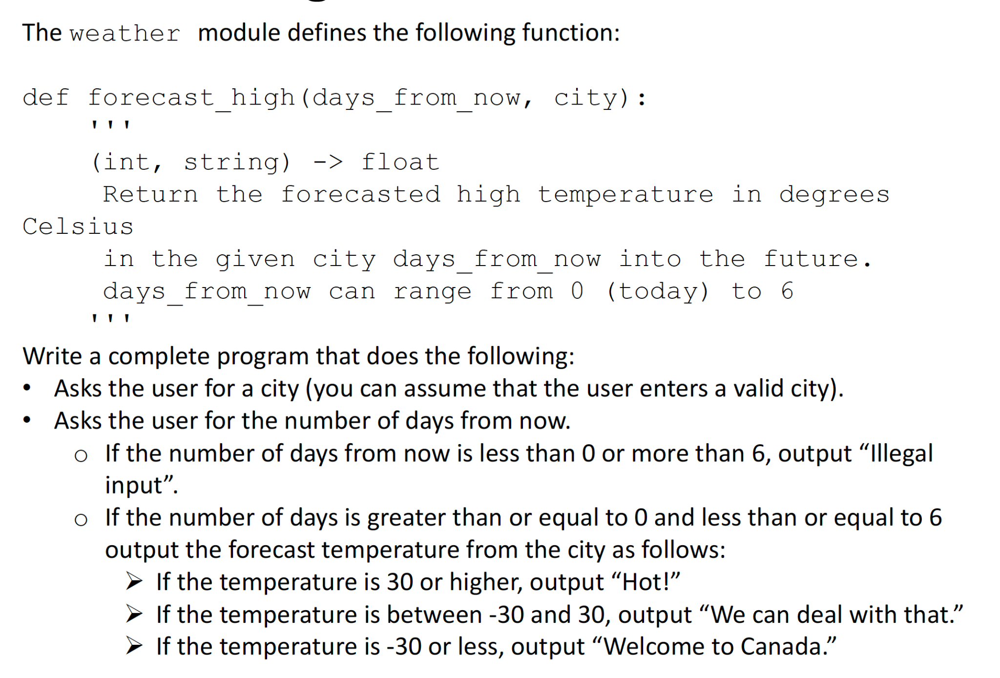 The weather module defines the following function:
def forecast_high(days_from_now, city):
'''
(int, string) -> float
Return the forecasted high temperature in degrees
Celsius
in the given city days_from_now into the future.
days_from_now can range from 0 (today) to 6
'''
Write a complete program that does the following:
• Asks the user for a city (you can assume that the user enters a valid city).
• Asks the user for the number of days from now.
o If the number of days from now is less than 0 or more than 6, output “Illegal
input”.
o If the number of days is greater than or equal to 0 and less than or equal to 6
output the forecast temperature from the city as follows:
➢ If the temperature is 30 or higher, output “Hot!”
➢ If the temperature is between -30 and 30, output “We can deal with that.”
➢ If the temperature is -30 or less, output “Welcome to Canada.”